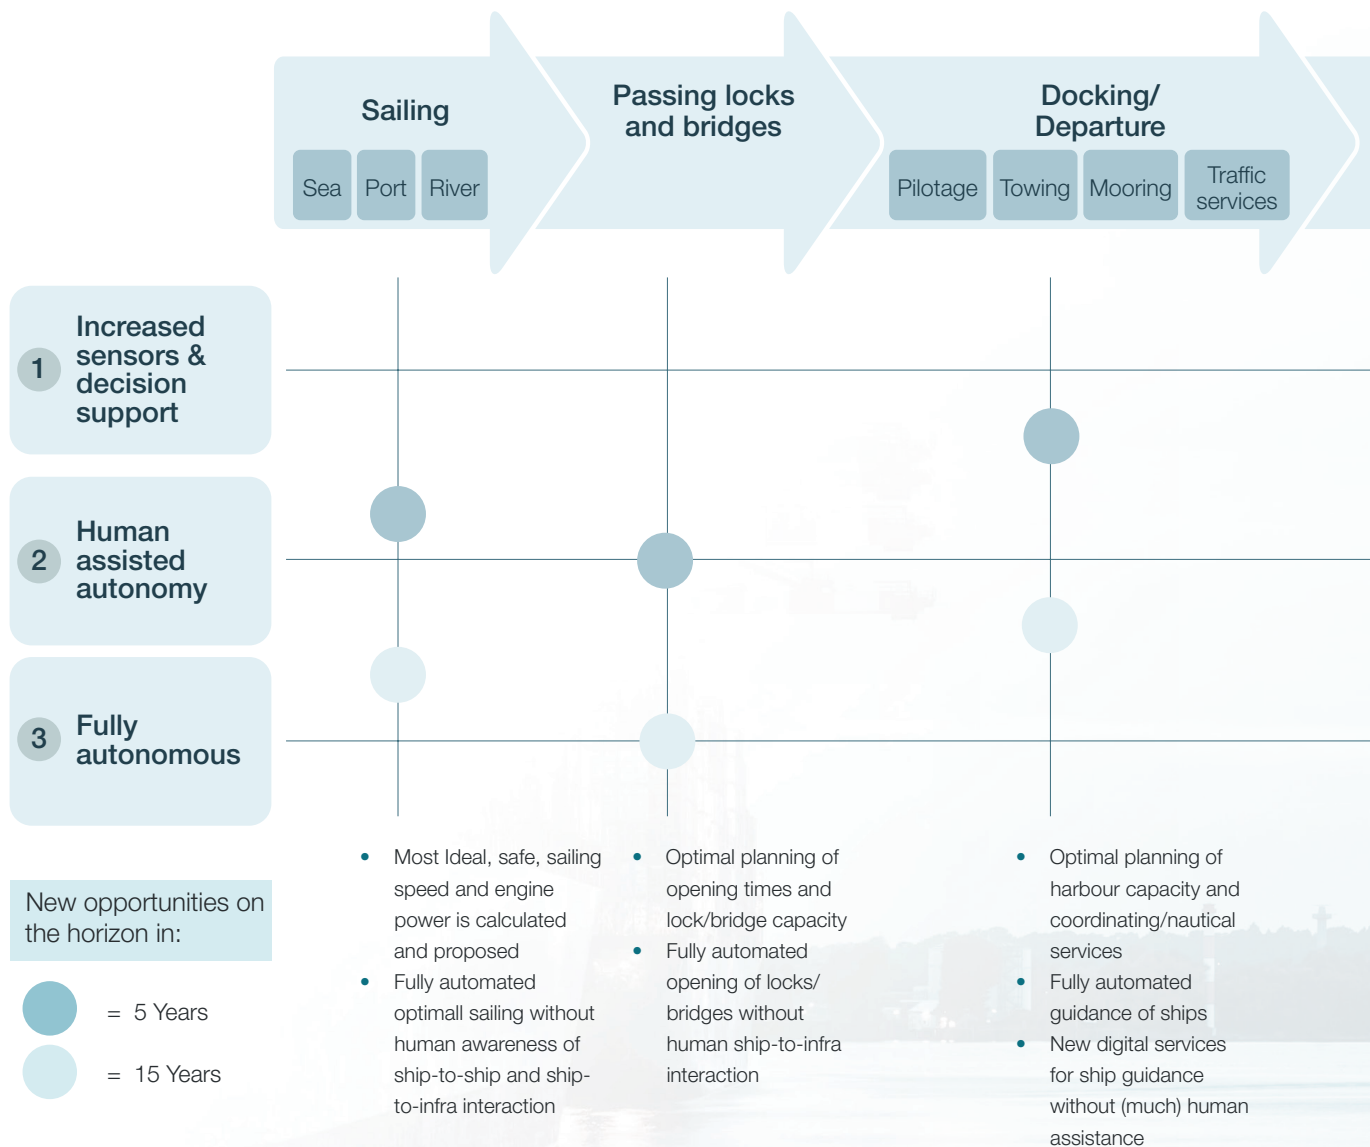 Sailing
Sea
Port
River
Passing locks
and bridges
Docking/
Departure
Pilotage
Towing
Mooring
Traffic
services
1
Increased
sensors &
decision
support
2
Human
assisted
autonomy
3
Fully
autonomous
New opportunities on
the horizon in:
= 5 Years
= 15 Years
• Most Ideal, safe, sailing
speed and engine
power is calculated
and proposed
• Fully automated
optimall sailing without
human awareness of
ship-to-ship and ship-
to-infra interaction
• Optimal planning of
opening times and
lock/bridge capacity
• Fully automated
opening of locks/
bridges without
human ship-to-infra
interaction
• Optimal planning of
harbour capacity and
coordinating/nautical
services
• Fully automated
guidance of ships
• New digital services
for ship guidance
without (much) human
assistance